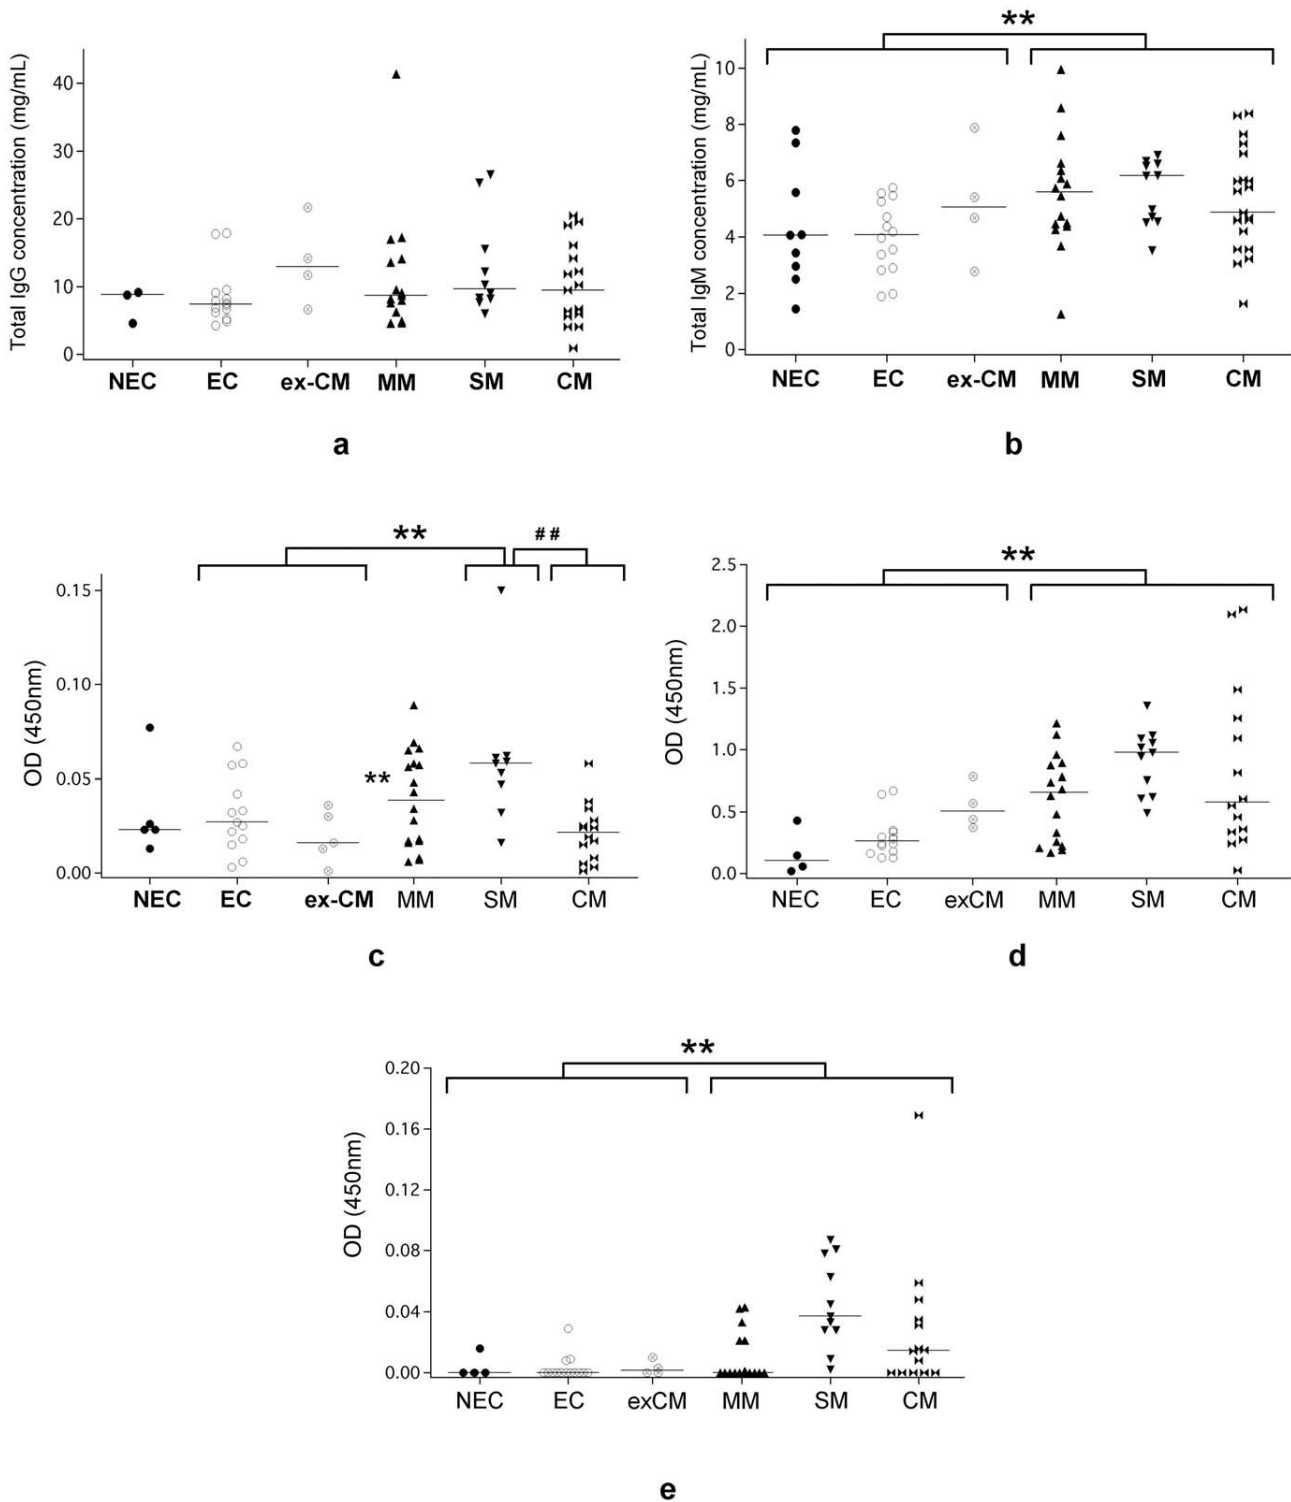 **
Total IgG concentration (mg/mL)
40
30
20
10
0
NEC EC ex-CM MM SM CM
a
Total IgM concentration (mg/mL)
10
8
6
4
2
0
NEC EC ex-CM MM SM CM
b
** ##
OD (450nm)
0.15
0.10
0.05
0.00
**
NEC EC ex-CM MM SM CM
c
**
OD (450nm)
2.5
2.0
1.5
1.0
0.5
0.0
NEC EC exCM MM SM CM
d
**
OD (450nm)
0.20
0.16
0.12
0.08
0.04
0.00
NEC EC exCM MM SM CM
e